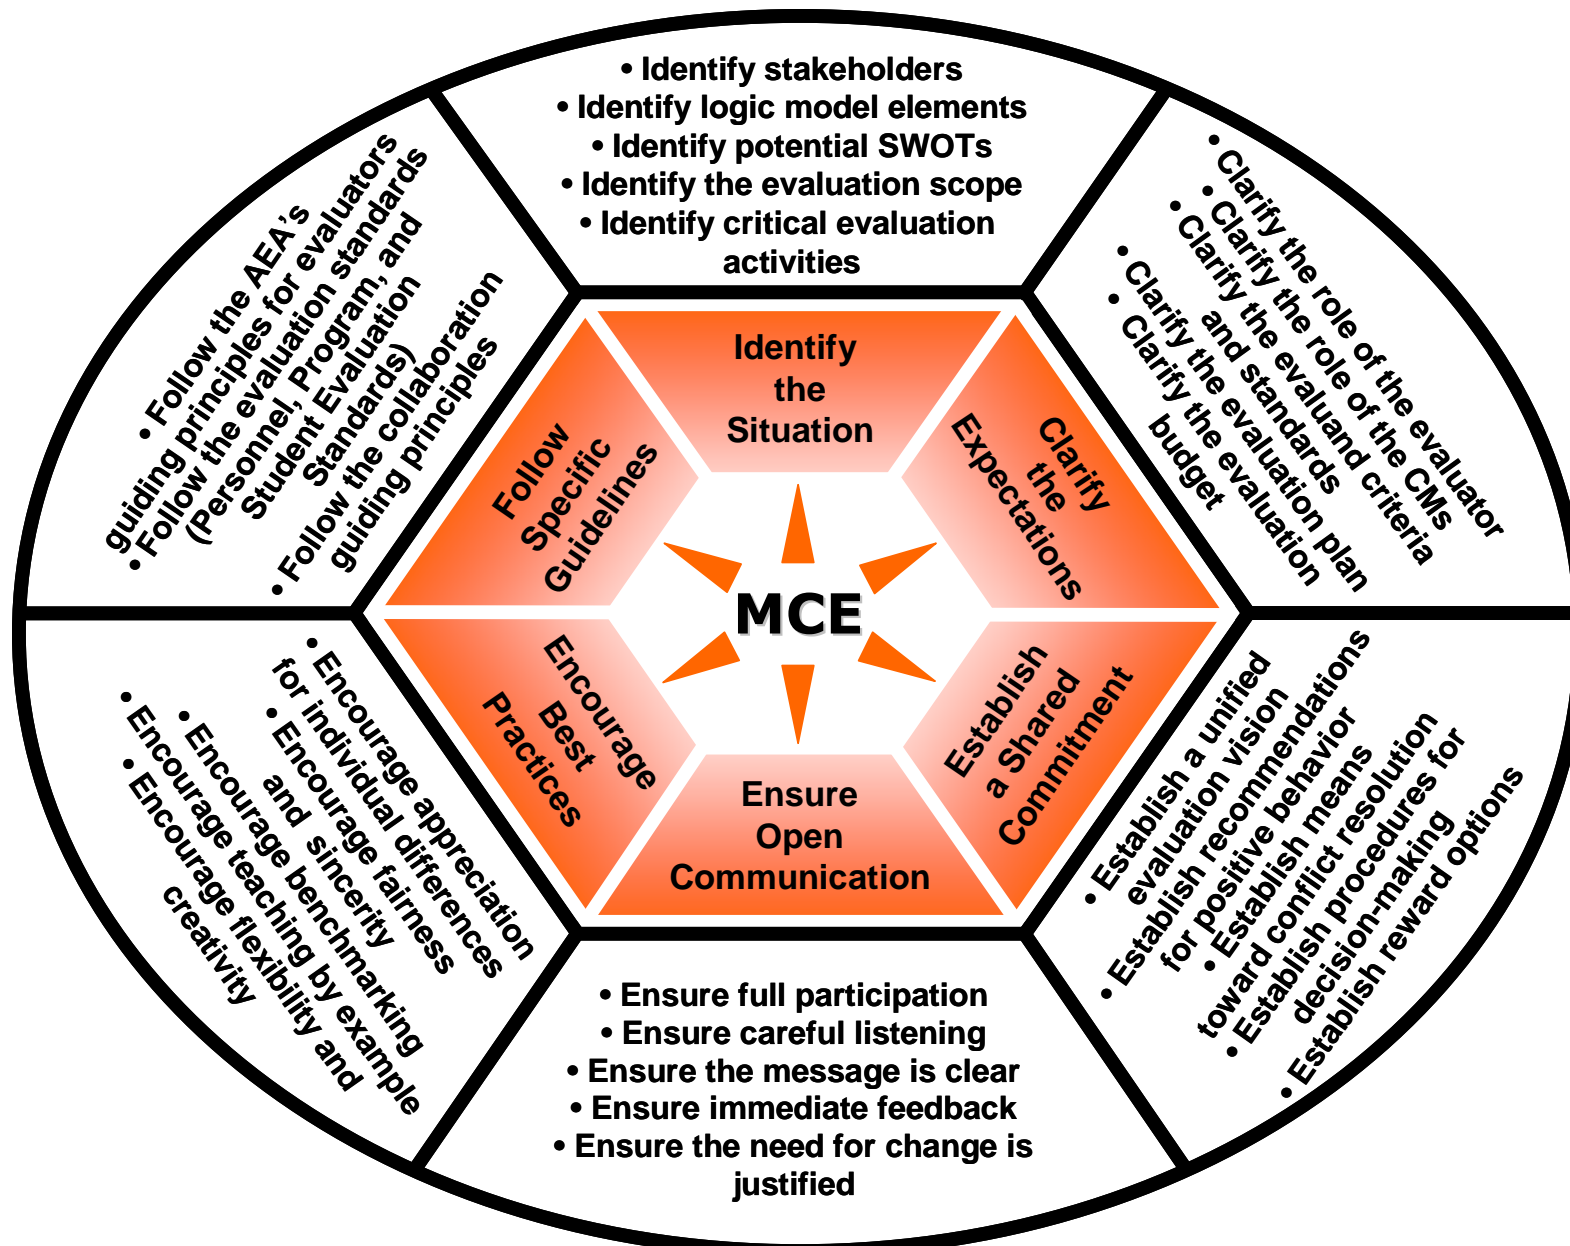 • Identify stakeholders
• Identify logic model elements
• Identify potential SWOTs
• Identify the evaluation scope
• Identify critical evaluation
activities
• Clarify the role of the evaluator
• Clarify the role of the CMs
• Clarify the evaluand criteria
and standards
• Clarify the evaluation plan
• Clarify the evaluation
budget
• Establish a unified
evaluation vision
• Establish recommendations
for positive behavior
• Establish means
toward conflict resolution
• Establish procedures for
decision-making
• Establish reward options
• Ensure full participation
• Ensure careful listening
• Ensure the message is clear
• Ensure immediate feedback
• Ensure the need for change is
justified
• Encourage appreciation
for individual differences
• Encourage fairness
and sincerity
• Encourage benchmarking
• Encourage teaching by example
• Encourage flexibility and
creativity
• Follow the AEA's
guiding principles for evaluators
• Follow the evaluation standards
(Personnel, Program, and
Student Evaluation
Standards)
• Follow the collaboration
guiding principles
Identify
the
Situation
Clarify
the
Expectations
Establish
a Shared
Commitment
Ensure
Open
Communication
Encourage
Best
Practices
Follow
Specific
Guidelines
MCE